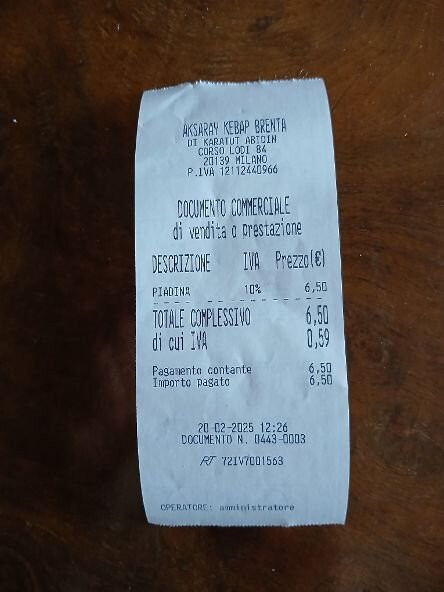 AKSARAY KEBAP BRENTA
DI KARATUT ABIDIN
CORSO LODI 84
20139 MILANO
P.IVA 12112440966
DOCUMENTO COMMERCIALE
di vendita o prestazione
DESCRIZIONE IVA Prezzo(€)
PIADINA 10% 6,50
TOTALE COMPLESSIVO 6,50
di cui IVA 0,59
Pagamento contante 6,50
Importo pagato 6,50
20-02-2025 12:26
DOCUMENTO N. 0443-0003
RT 72IV7001563
OPERATORE: amministratore